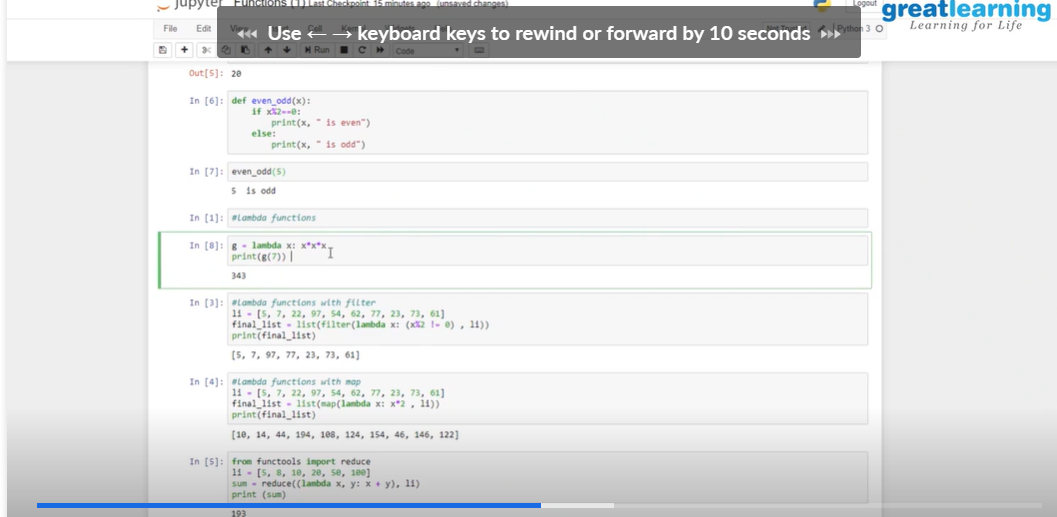 jupyter Functions (1) Last Checkpoint: 15 minutes ago (unsaved changes)
Logout
greatlearning
Learning for Life
File Edit
Use ← → keyboard keys to rewind or forward by 10 seconds
Python 3
Run
Code
Out[5]: 20
In [6]: def even_odd(x):
if x%2==0:
print(x, " is even")
else:
print(x, " is odd")
In [7]: even_odd(5)
5 is odd
In [1]: #Lambda functions
In [8]: g = lambda x: x*x*x
print(g(7))
343
In [3]: #Lambda functions with filter
li = [5, 7, 22, 97, 54, 62, 77, 23, 73, 61]
final_list = list(filter(lambda x: (x%2 != 0) , li))
print(final_list)
[5, 7, 97, 77, 23, 73, 61]
In [4]: #Lambda functions with map
li = [5, 7, 22, 97, 54, 62, 77, 23, 73, 61]
final_list = list(map(lambda x: x*2 , li))
print(final_list)
[10, 14, 44, 194, 108, 124, 154, 46, 146, 122]
In [5]: from functools import reduce
li = [5, 8, 10, 20, 50, 100]
sum = reduce((lambda x, y: x + y), li)
print (sum)
193